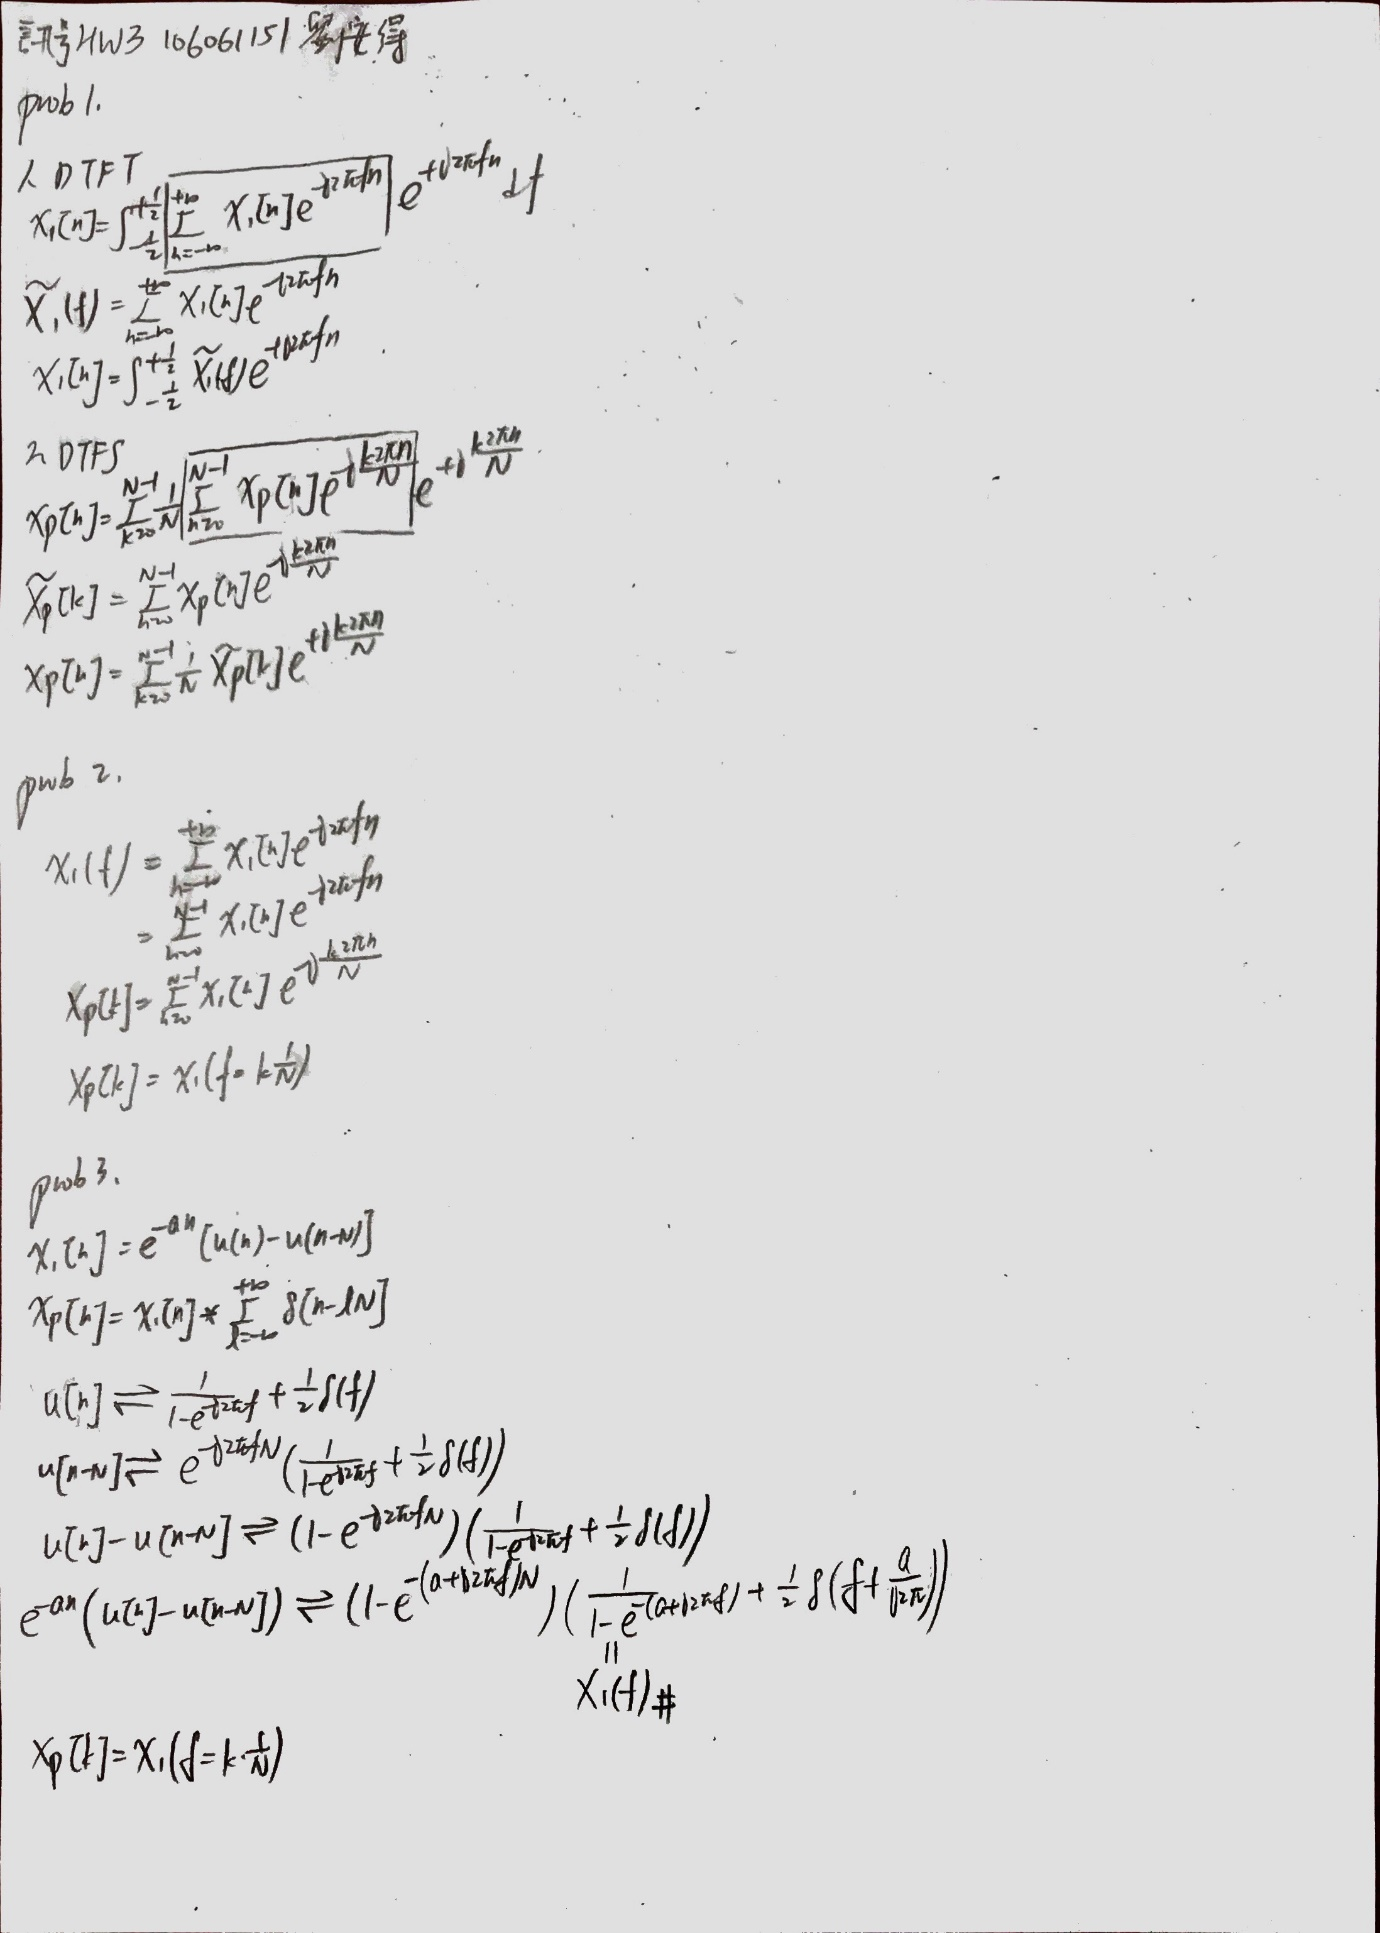 訊號HW3 106061151 得
prob 1.
1. DTFT
x₁[n]=∫_{-1/2}^{+1/2} [Σ_{n=-∞}^{+∞} x₁[n]e^{-j2πfn}] e^{+j2πfn} df
X̃₁(f) = Σ_{n=-∞}^{+∞} x₁[n]e^{-j2πfn}
x₁[n]=∫_{-1/2}^{+1/2} X̃₁(f)e^{+j2πfn}
2. DTFS
xp[n]=Σ_{k=0}^{N-1} 1/N [Σ_{n=0}^{N-1} xp[n]e^{-j k2πn/N}] e^{+j k2πn/N}
X̃p[k] = Σ_{n=0}^{N-1} xp[n]e^{-j k2πn/N}
xp[n]= Σ_{k=0}^{N-1} 1/N X̃p[k]e^{+j k2πn/N}
prob 2.
X₁(f) = Σ_{n=-∞}^{+∞} x₁[n]e^{-j2πfn}
= Σ_{n=0}^{N-1} x₁[n]e^{-j2πfn}
Xp[k]= Σ_{n=0}^{N-1} x₁[n] e^{-j k2πn/N}
Xp[k]= X₁(f= k 1/N)
prob 3.
x₁[n] = e^{-an}[u(n)-u(n-N)]
xp[n]= x₁[n] * Σ_{l=-∞}^{+∞} δ[n-lN]
u[n] ⇌ 1/(1-e^{-j2πf}) + 1/2 δ(f)
u[n-N] ⇌ e^{-j2πfN}(1/(1-e^{-j2πf}) + 1/2 δ(f))
u[n]-u[n-N] ⇌ (1-e^{-j2πfN})(1/(1-e^{-j2πf}) + 1/2 δ(f))
e^{-an}(u[n]-u[n-N]) ⇌ (1-e^{-(a+j2πf)N})(1/(1-e^{-(a+j2πf)}) + 1/2 δ(f+ a/(j2π)))
=
X₁(f) #
Xp[k]= X₁(f=k·1/N)